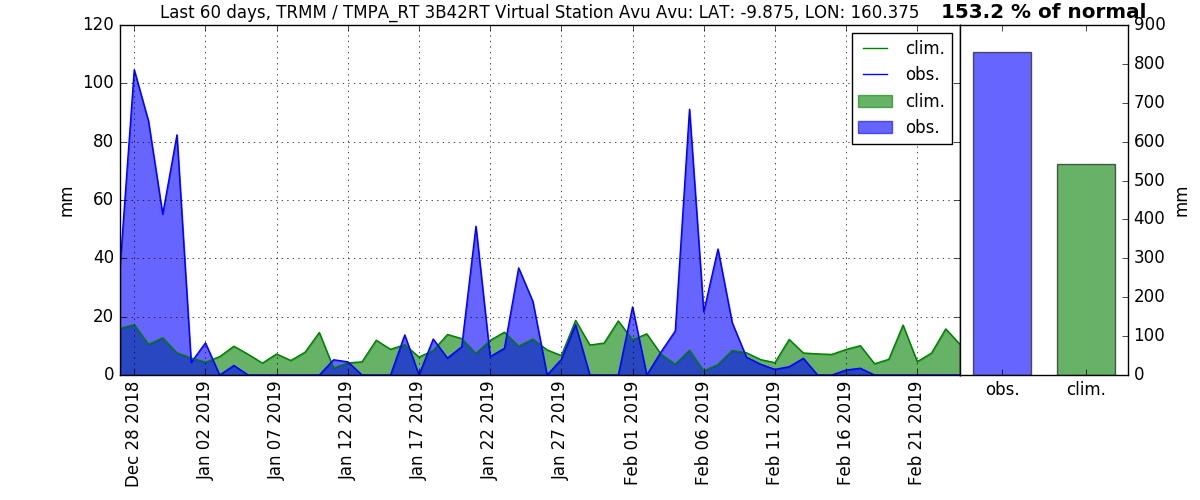 Last 60 days, TRMM / TMPA_RT 3B42RT Virtual Station Avu Avu: LAT: -9.875, LON: 160.375
153.2 % of normal
120
100
80
60
40
20
0
mm
clim.
obs.
clim.
obs.
Dec 28 2018
Jan 02 2019
Jan 07 2019
Jan 12 2019
Jan 17 2019
Jan 22 2019
Jan 27 2019
Feb 01 2019
Feb 06 2019
Feb 11 2019
Feb 16 2019
Feb 21 2019
900
800
700
600
500
400
300
200
100
0
mm
obs.
clim.